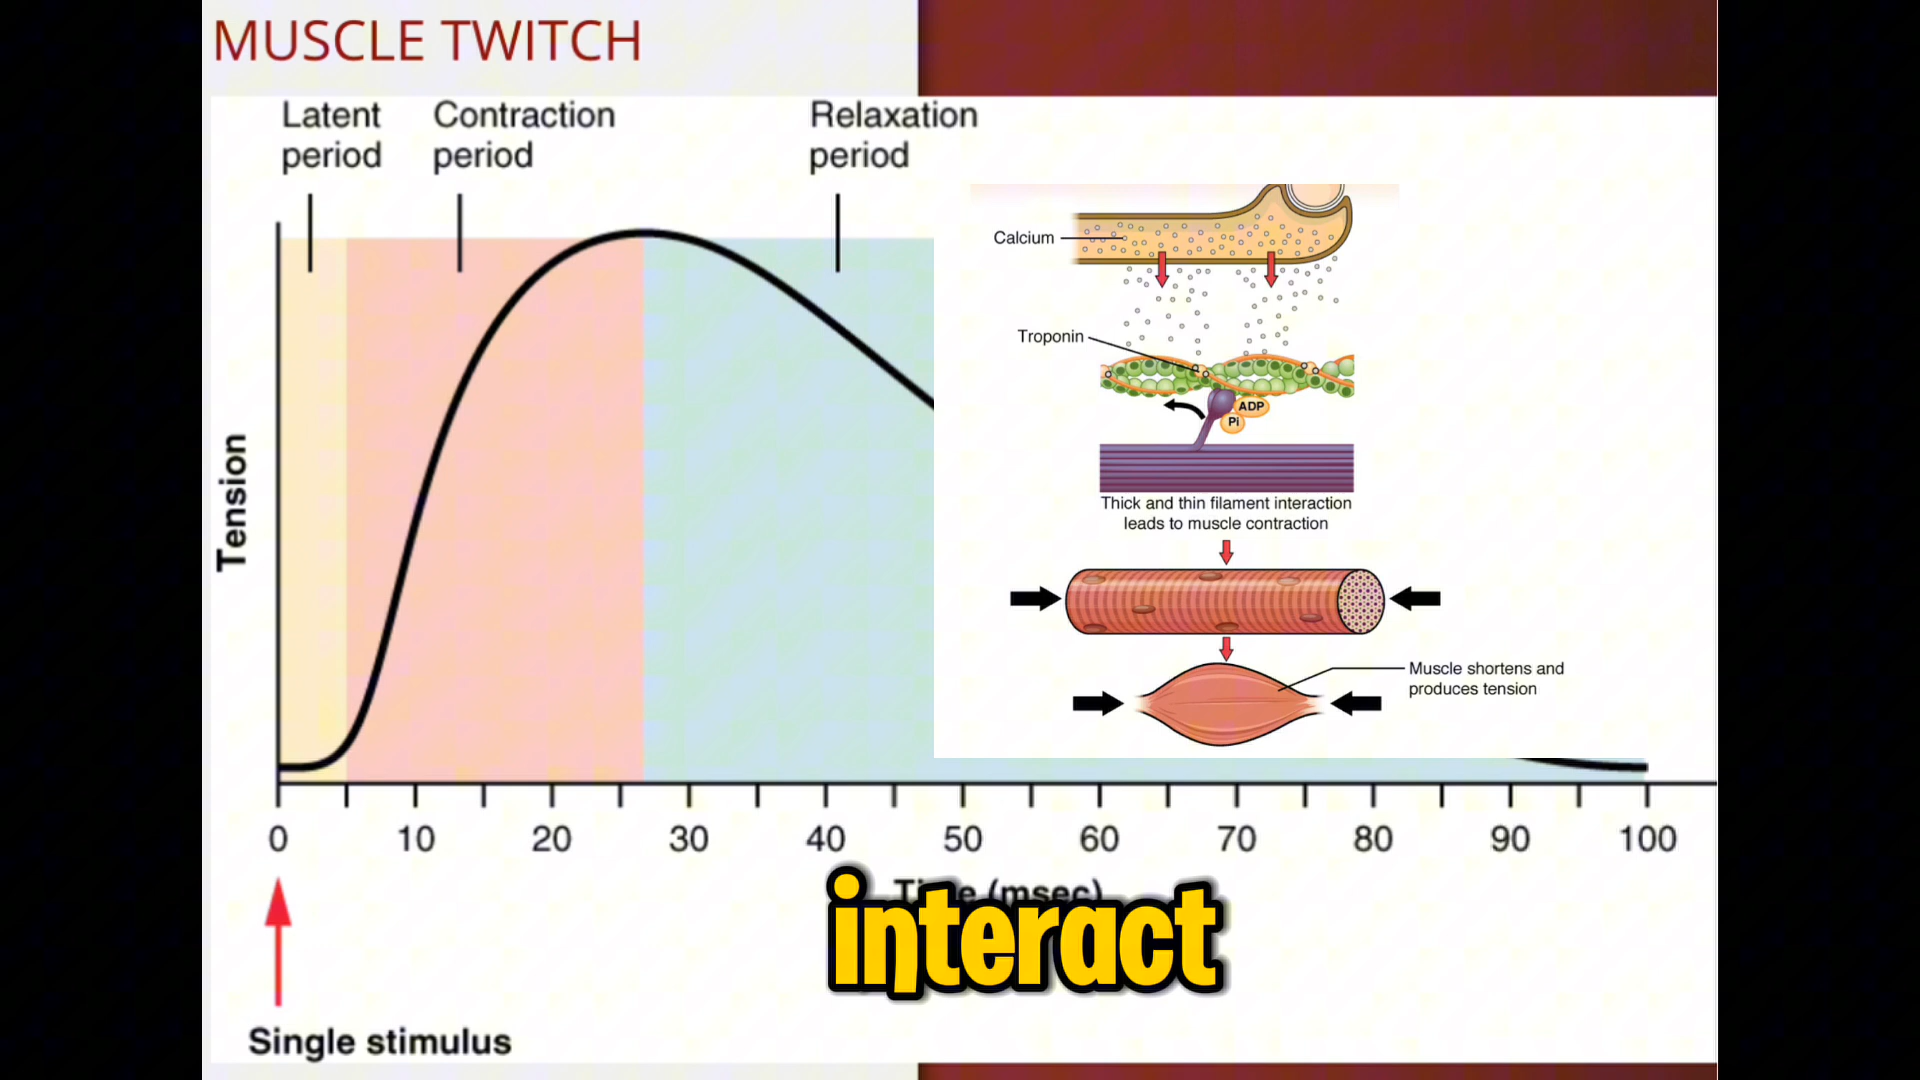 MUSCLE TWITCH
Latent
period
Contraction
period
Relaxation
period
Calcium
Troponin
ADP
Pi
Thick and thin filament interaction
leads to muscle contraction
Muscle shortens and
produces tension
Tension
0 10 20 30 40 50 60 70 80 90 100
Time (msec)
interact
Single stimulus